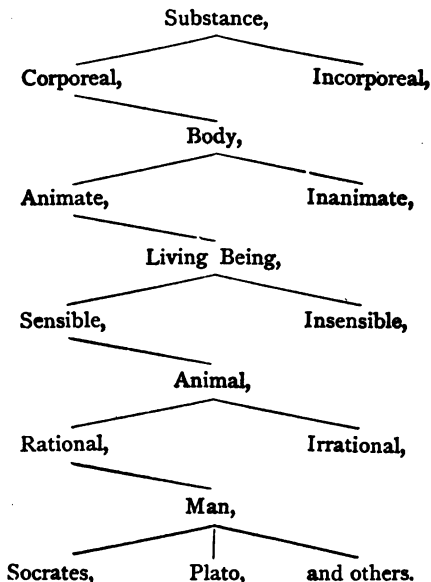 Substance,
Corporeal, Incorporeal,
Body,
Animate, Inanimate,
Living Being,
Sensible, Insensible,
Animal,
Rational, Irrational,
Man,
Socrates, Plato, and others.